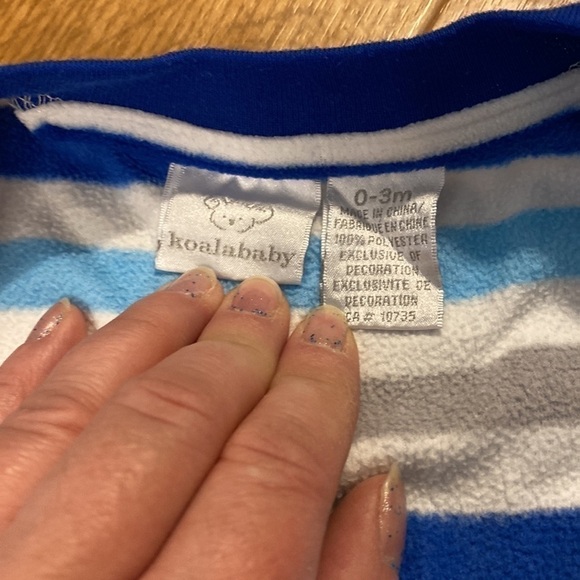 koalababy
0-3m
MADE IN CHINA/
FABRIQUE EN CHINE
100% POLYESTER
EXCLUSIVE OF
DECORATION
EXCLUSIVITE DE
DECORATION
CA # 10735